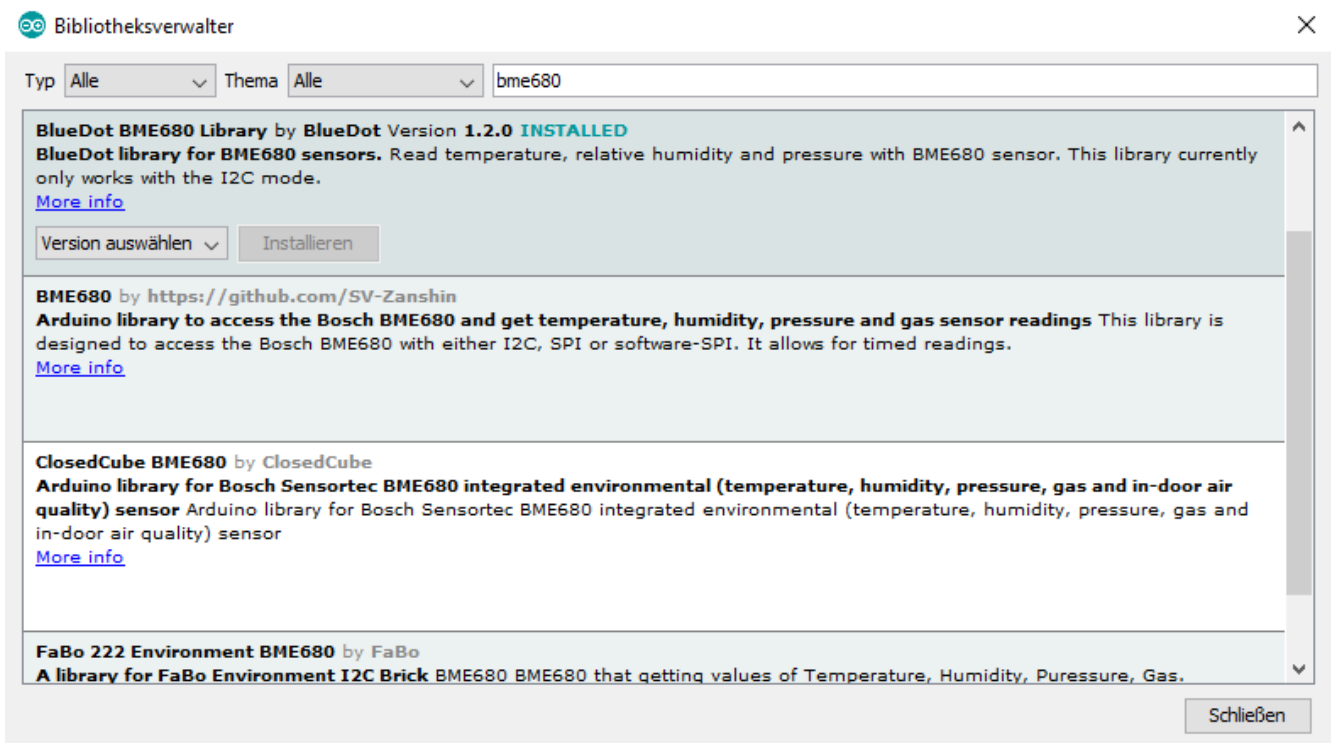 Bibliotheksverwalter
Typ Alle Thema Alle bme680
BlueDot BME680 Library by BlueDot Version 1.2.0 INSTALLED
BlueDot library for BME680 sensors. Read temperature, relative humidity and pressure with BME680 sensor. This library currently
only works with the I2C mode.
More info
Version auswählen Installieren
BME680 by https://github.com/SV-Zanshin
Arduino library to access the Bosch BME680 and get temperature, humidity, pressure and gas sensor readings This library is
designed to access the Bosch BME680 with either I2C, SPI or software-SPI. It allows for timed readings.
More info
ClosedCube BME680 by ClosedCube
Arduino library for Bosch Sensortec BME680 integrated environmental (temperature, humidity, pressure, gas and in-door air
quality) sensor Arduino library for Bosch Sensortec BME680 integrated environmental (temperature, humidity, pressure, gas and
in-door air quality) sensor
More info
FaBo 222 Environment BME680 by FaBo
A library for FaBo Environment I2C Brick BME680 BME680 that getting values of Temperature, Humidity, Puressure, Gas.
Schließen